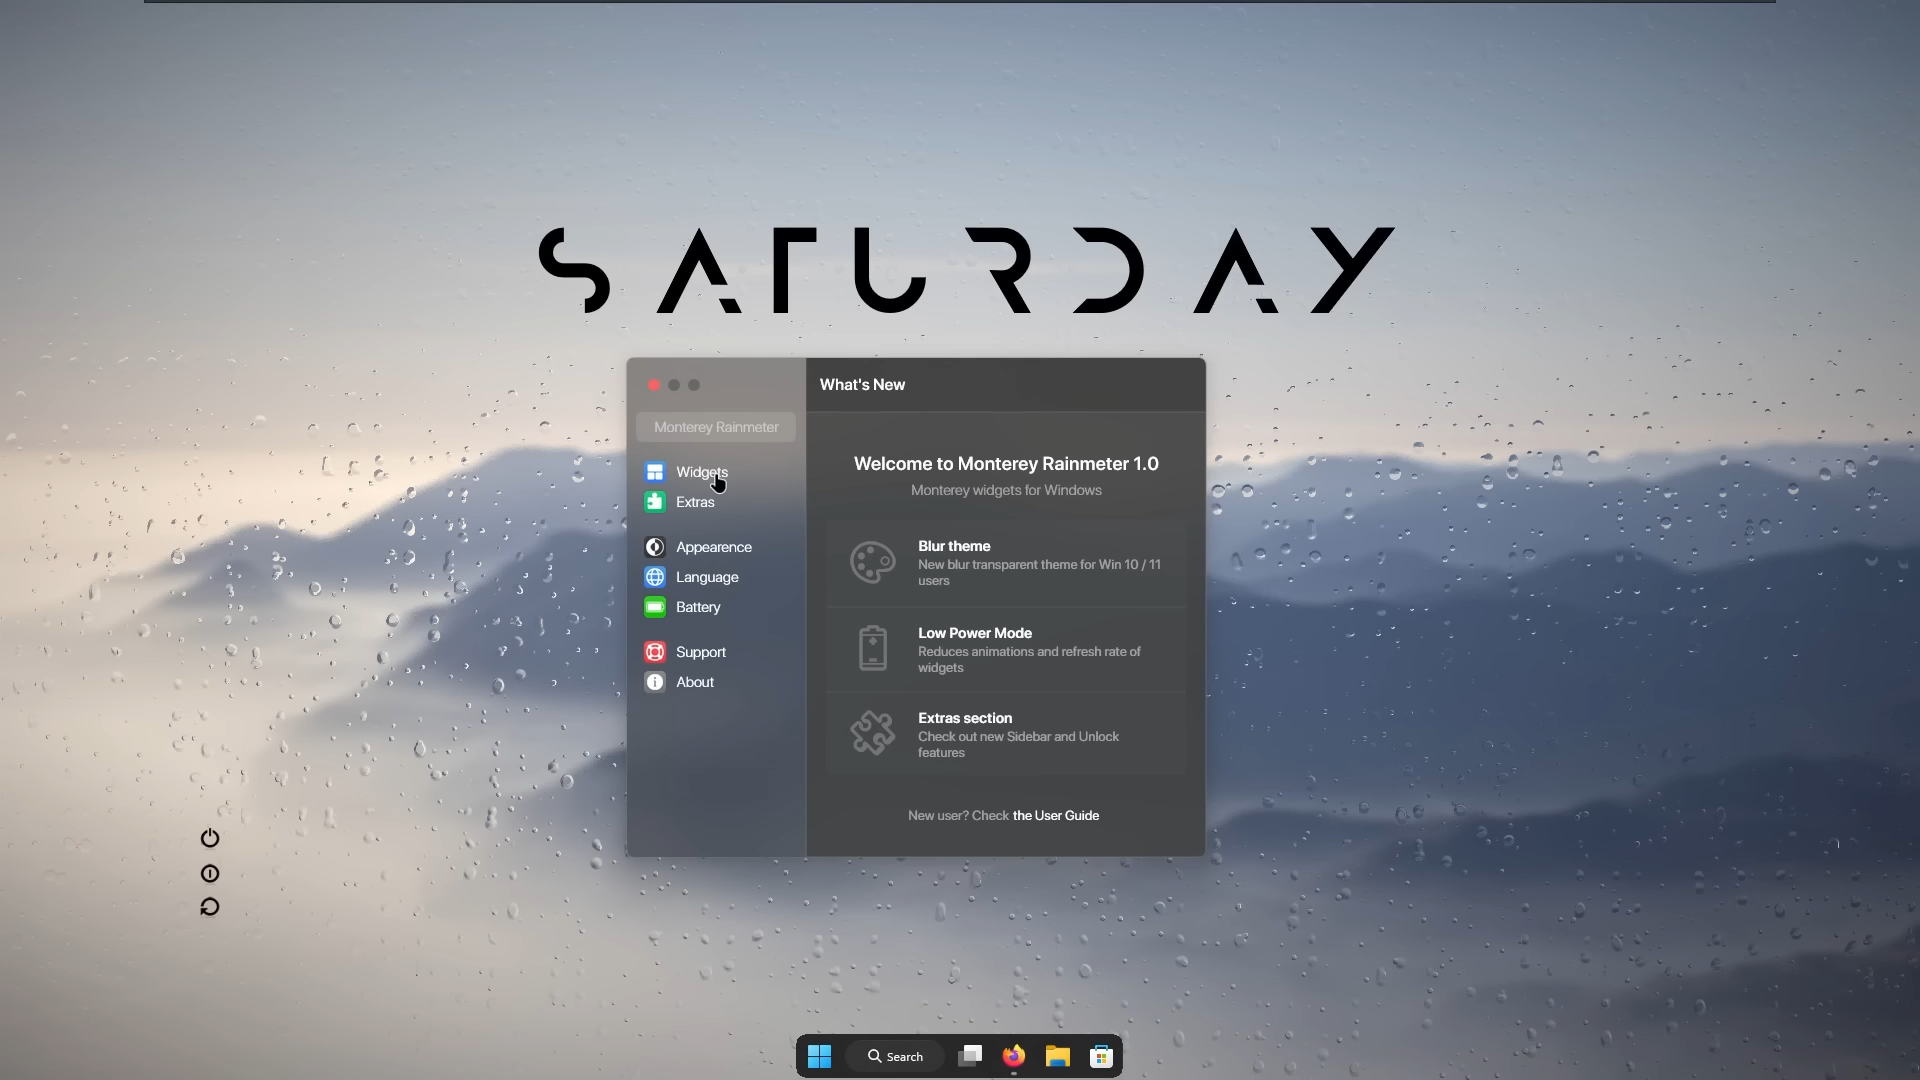 SATURDAY
What's New
Monterey Rainmeter
Widgets
Extras
Appearence
Language
Battery
Support
About
Welcome to Monterey Rainmeter 1.0
Monterey widgets for Windows
Blur theme
New blur transparent theme for Win 10 / 11
users
Low Power Mode
Reduces animations and refresh rate of
widgets
Extras section
Check out new Sidebar and Unlock
features
New user? Check the User Guide
Search